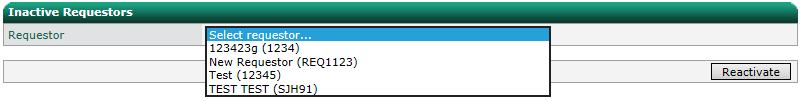 Inactive Requestors
Requestor
Select requestor...
123423g (1234)
New Requestor (REQ1123)
Test (12345)
TEST TEST (SJH91)
Reactivate